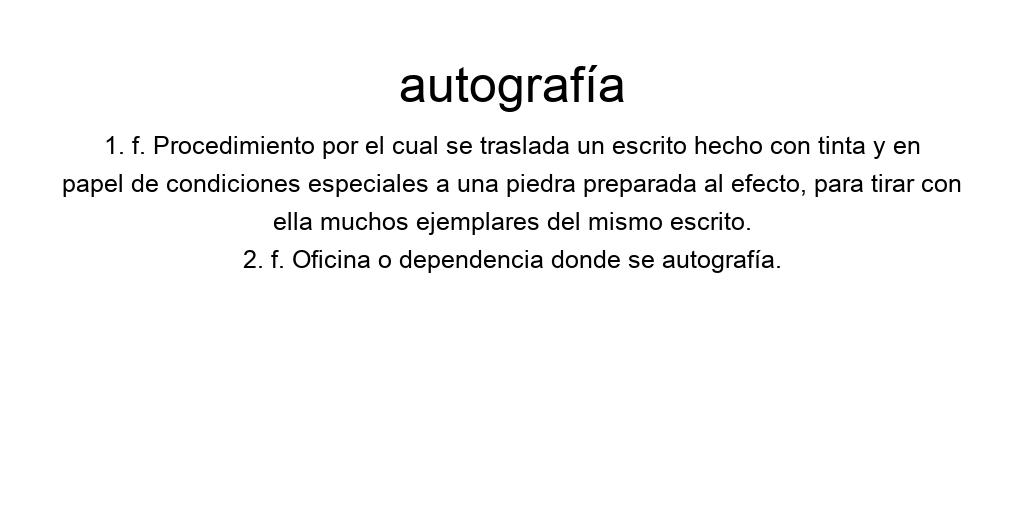 autografía
1. f. Procedimiento por el cual se traslada un escrito hecho con tinta y en
papel de condiciones especiales a una piedra preparada al efecto, para tirar con
ella muchos ejemplares del mismo escrito.
2. f. Oficina o dependencia donde se autografía.